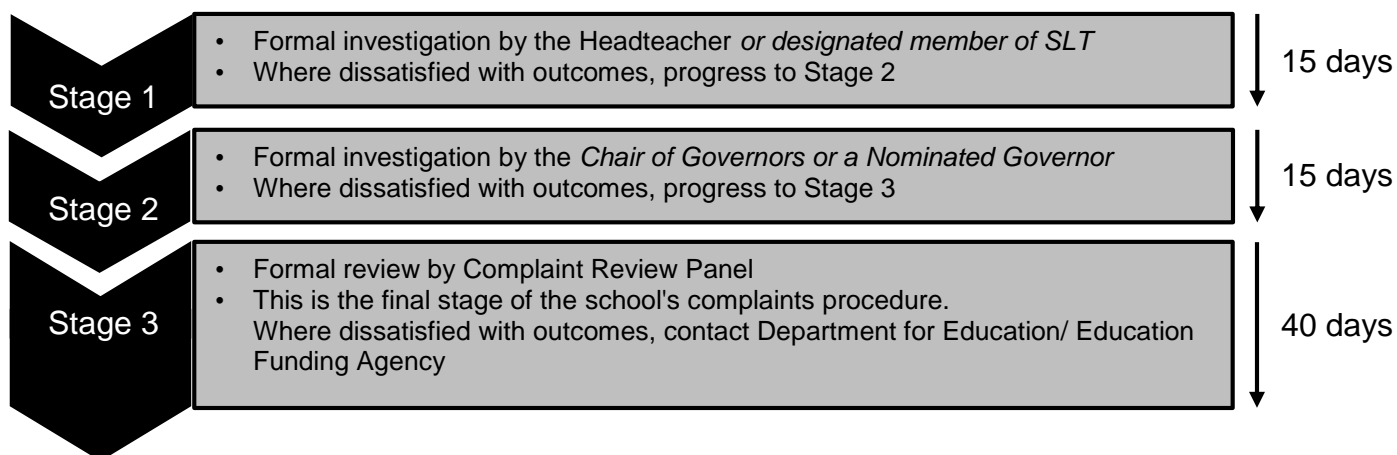 Stage 1
• Formal investigation by the Headteacher or designated member of SLT
• Where dissatisfied with outcomes, progress to Stage 2
15 days
Stage 2
• Formal investigation by the Chair of Governors or a Nominated Governor
• Where dissatisfied with outcomes, progress to Stage 3
15 days
Stage 3
• Formal review by Complaint Review Panel
• This is the final stage of the school's complaints procedure.
Where dissatisfied with outcomes, contact Department for Education/ Education
Funding Agency
40 days